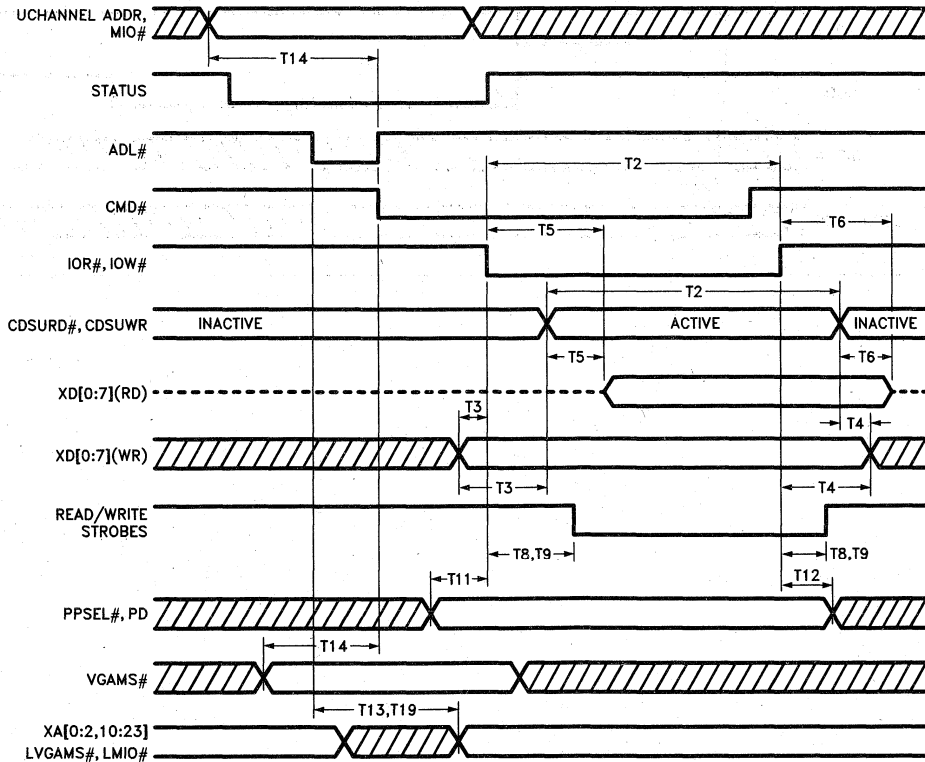 UCHANNEL ADDR,
MIO#
T14
STATUS
ADL#
T2
CMD#
T5
T6
IOR#, IOW#
T2
CDSURD#, CDSUWR
INACTIVE
ACTIVE
INACTIVE
T5
T6
XD[0:7](RD)
T3
T4
XD[0:7](WR)
T3
T4
READ/WRITE
STROBES
T8,T9
T8,T9
T11
T12
PPSEL#, PD
T14
VGAMS#
T13,T19
XA[0:2,10:23]
LVGAMS#, LMIO#